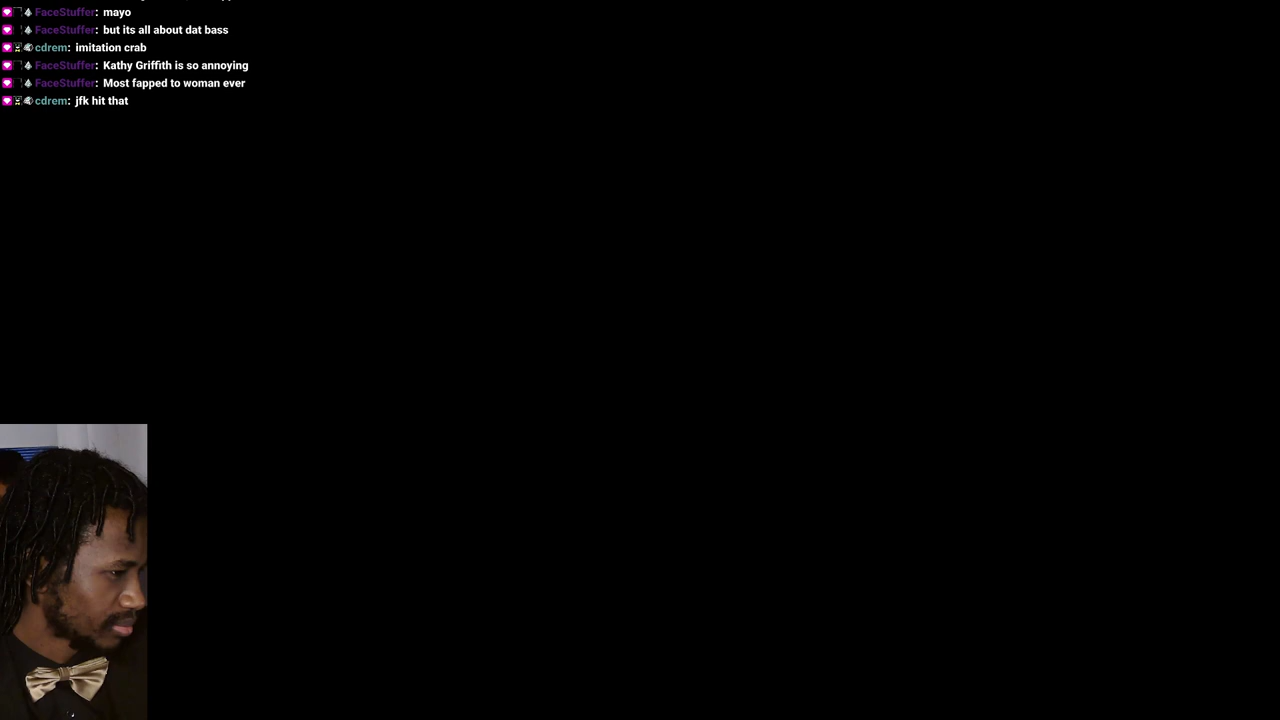 FaceStuffer: mayo
FaceStuffer: but its all about dat bass
cdrem: imitation crab
FaceStuffer: Kathy Griffith is so annoying
FaceStuffer: Most fapped to woman ever
cdrem: jfk hit that